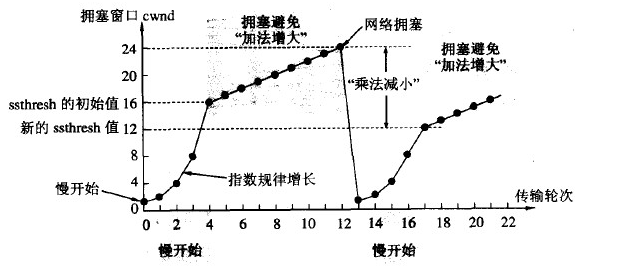 拥塞窗口 cwnd
拥塞避免
“加法增大”
网络拥塞
拥塞避免
“加法增大”
“乘法减小”
24
20
ssthresh 的初始值 16
新的 ssthresh 值 12
8
4
0
慢开始
指数规律增长
传输轮次
0 2 4 6 8 10 12 14 16 18 20 22
慢开始
慢开始